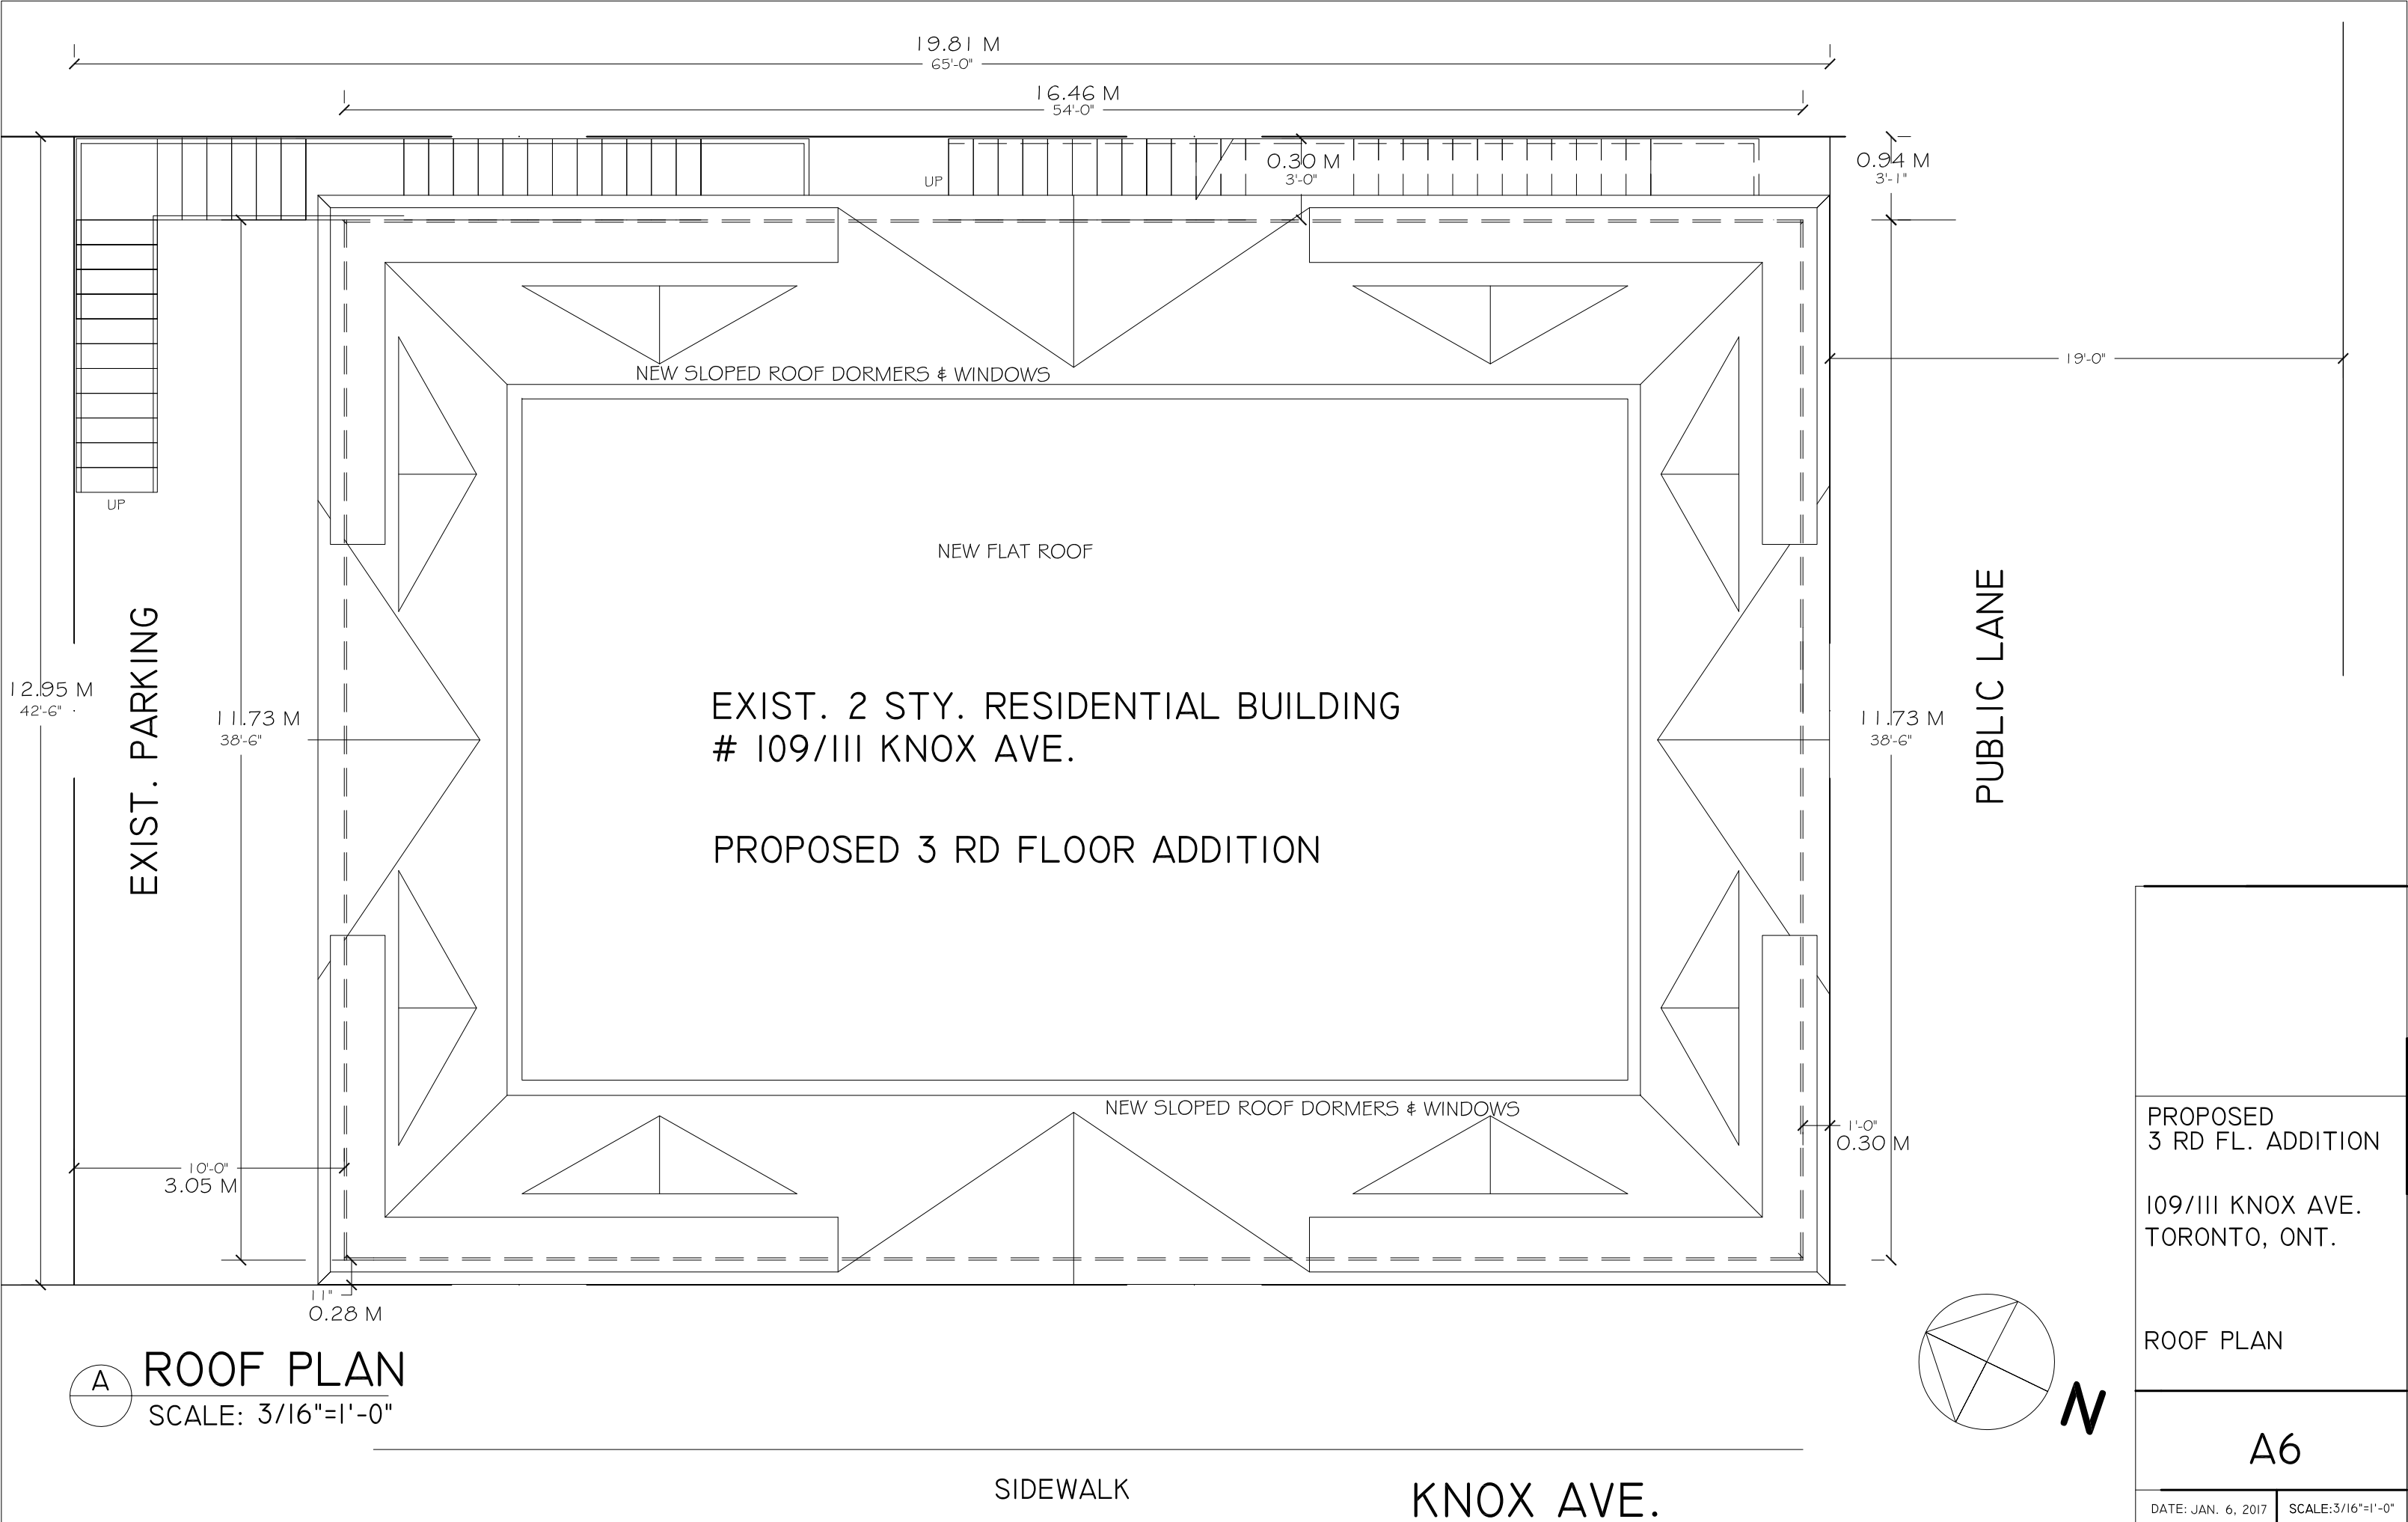 19.81 M
65'-0"
16.46 M
54'-0"
0.30 M
3'-0"
0.94 M
3'-1"
UP
UP
NEW SLOPED ROOF DORMERS & WINDOWS
19'-0"
NEW FLAT ROOF
EXIST. PARKING
PUBLIC LANE
12.95 M
42'-6"
11.73 M
38'-6"
EXIST. 2 STY. RESIDENTIAL BUILDING
# 109/111 KNOX AVE.
11.73 M
38'-6"
PROPOSED 3 RD FLOOR ADDITION
NEW SLOPED ROOF DORMERS & WINDOWS
1'-0"
0.30 M
10'-0"
3.05 M
11"
0.28 M
A
ROOF PLAN
SCALE: 3/16"=1'-0"
N
SIDEWALK
KNOX AVE.
PROPOSED
3 RD FL. ADDITION
109/111 KNOX AVE.
TORONTO, ONT.
ROOF PLAN
A6
DATE: JAN. 6, 2017
SCALE:3/16"=1'-0"